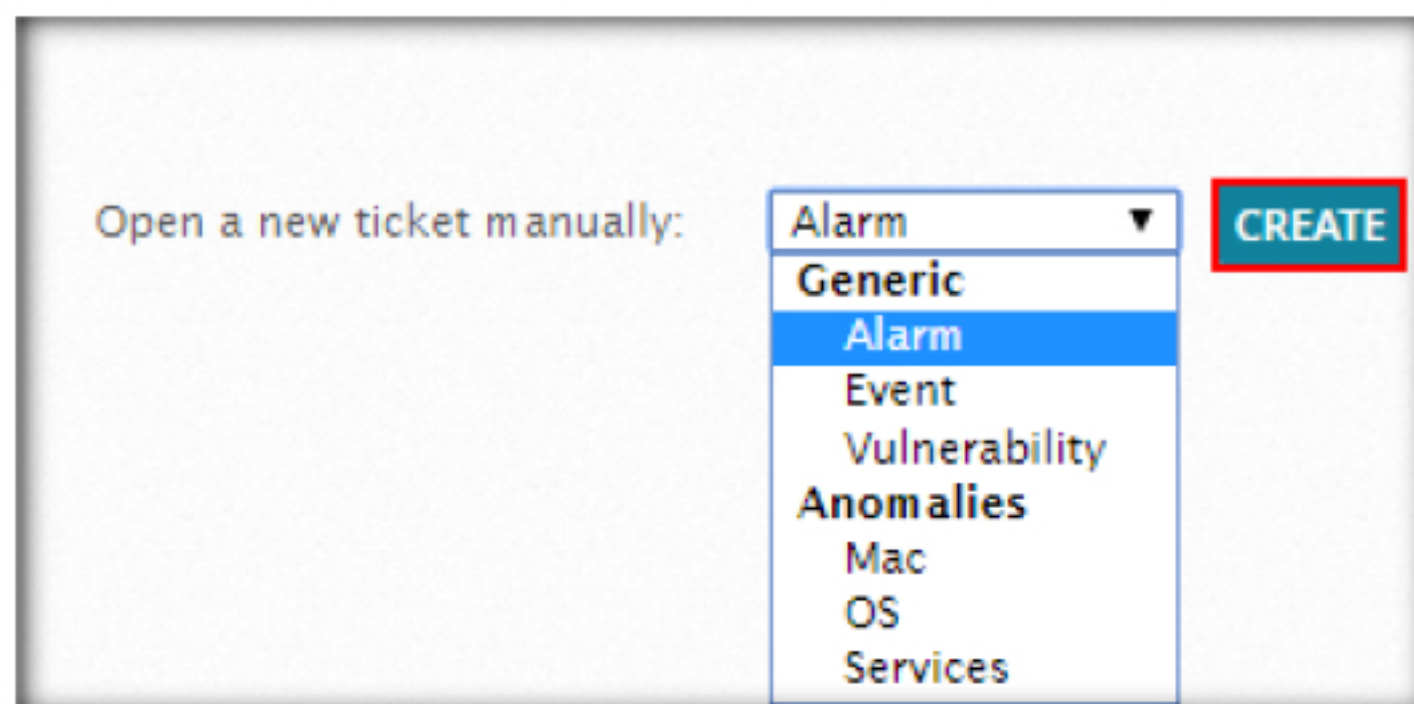 Open a new ticket manually: Alarm ▼ CREATE
Generic
Alarm
Event
Vulnerability
Anomalies
Mac
OS
Services